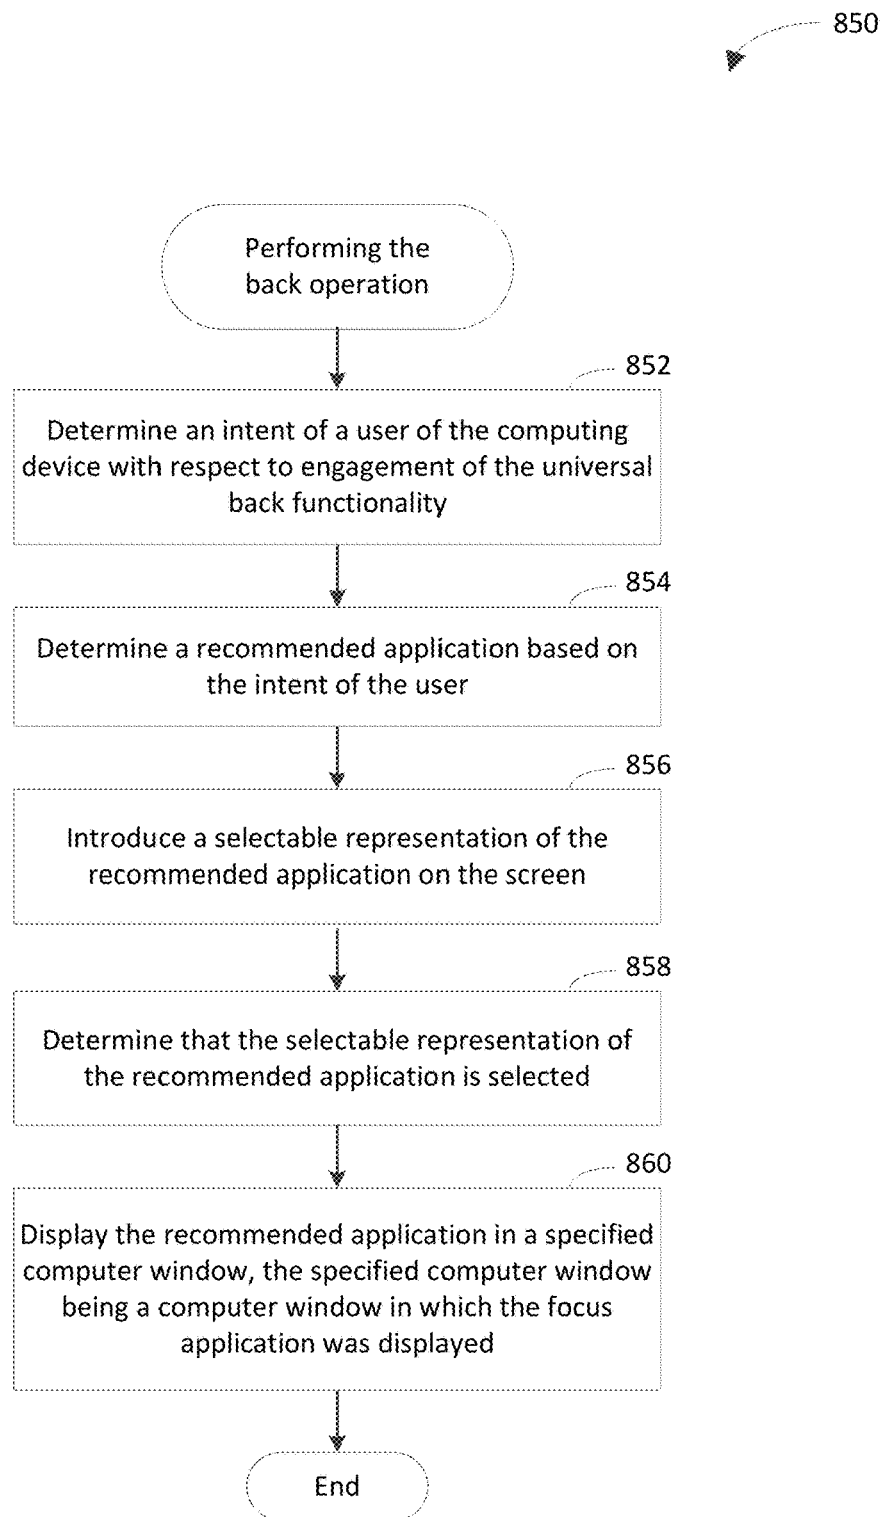 850
Performing the
back operation
852
Determine an intent of a user of the computing
device with respect to engagement of the universal
back functionality
854
Determine a recommended application based on
the intent of the user
856
Introduce a selectable representation of the
recommended application on the screen
858
Determine that the selectable representation of
the recommended application is selected
860
Display the recommended application in a specified
computer window, the specified computer window
being a computer window in which the focus
application was displayed
End